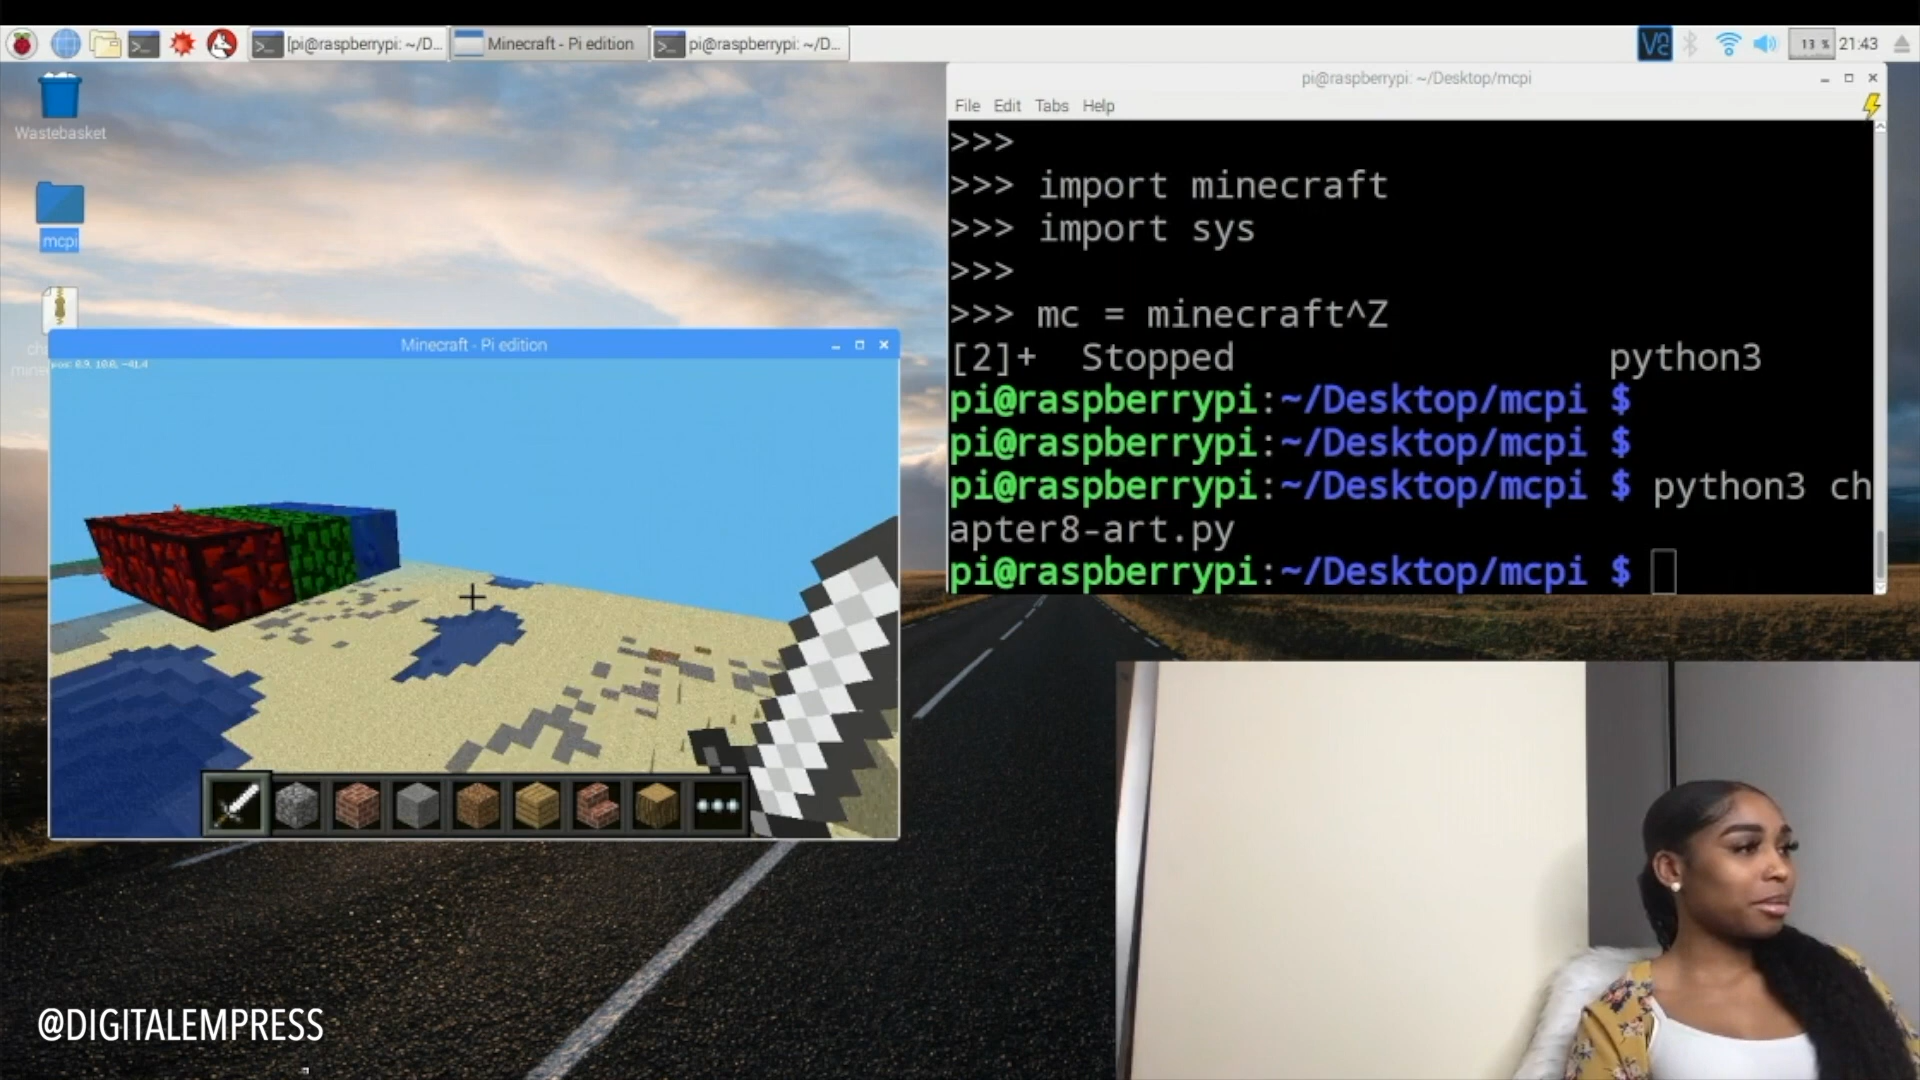 [pi@raspberrypi: ~/D...
Minecraft - Pi edition
pi@raspberrypi: ~/D...
13 %
21:43
Wastebasket
mcpi
pi@raspberrypi: ~/Desktop/mcpi
File Edit Tabs Help
>>>
>>> import minecraft
>>> import sys
>>>
>>> mc = minecraft^Z
[2]+ Stopped python3
pi@raspberrypi:~/Desktop/mcpi $
pi@raspberrypi:~/Desktop/mcpi $
pi@raspberrypi:~/Desktop/mcpi $ python3 ch
apter8-art.py
pi@raspberrypi:~/Desktop/mcpi $
Minecraft - Pi edition
@DIGITALEMPRESS